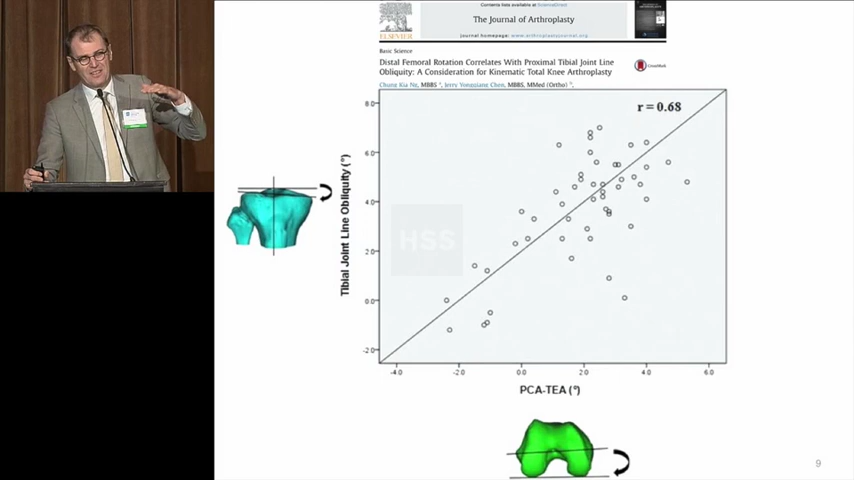 Contents lists available at ScienceDirect
The Journal of Arthroplasty
journal homepage: www.arthroplastyjournal.org
ELSEVIER
Basic Science
Distal Femoral Rotation Correlates With Proximal Tibial Joint Line
Obliquity: A Consideration for Kinematic Total Knee Arthroplasty
CrossMark
Chung Kia Ng, MBBS a, Jerry Yongqiang Chen, MBBS, MMed (Ortho) b,
r = 0.68
Tibial Joint Line Obliquity (°)
8.0
6.0
4.0
2.0
0.0
-2.0
HSS
-4.0 -2.0 0.0 2.0 4.0 6.0
PCA-TEA (°)
9